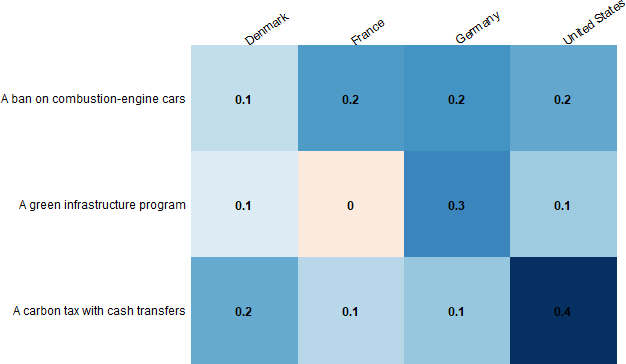 Denmark France Germany United States
A ban on combustion-engine cars 0.1 0.2 0.2 0.2
A green infrastructure program 0.1 0 0.3 0.1
A carbon tax with cash transfers 0.2 0.1 0.1 0.4